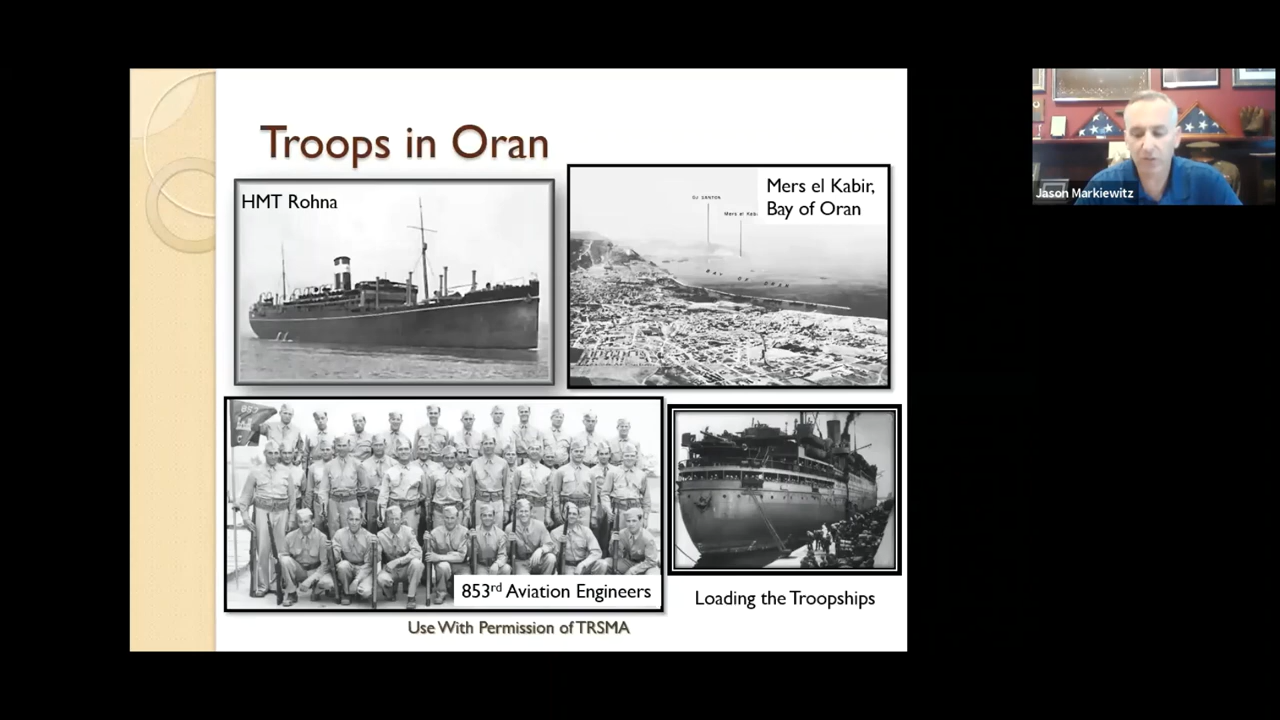 Troops in Oran
HMT Rohna
Mers el Kabir,
Bay of Oran
Jason Markiewitz
853rd Aviation Engineers
Loading the Troopships
Use With Permission of TRSMA